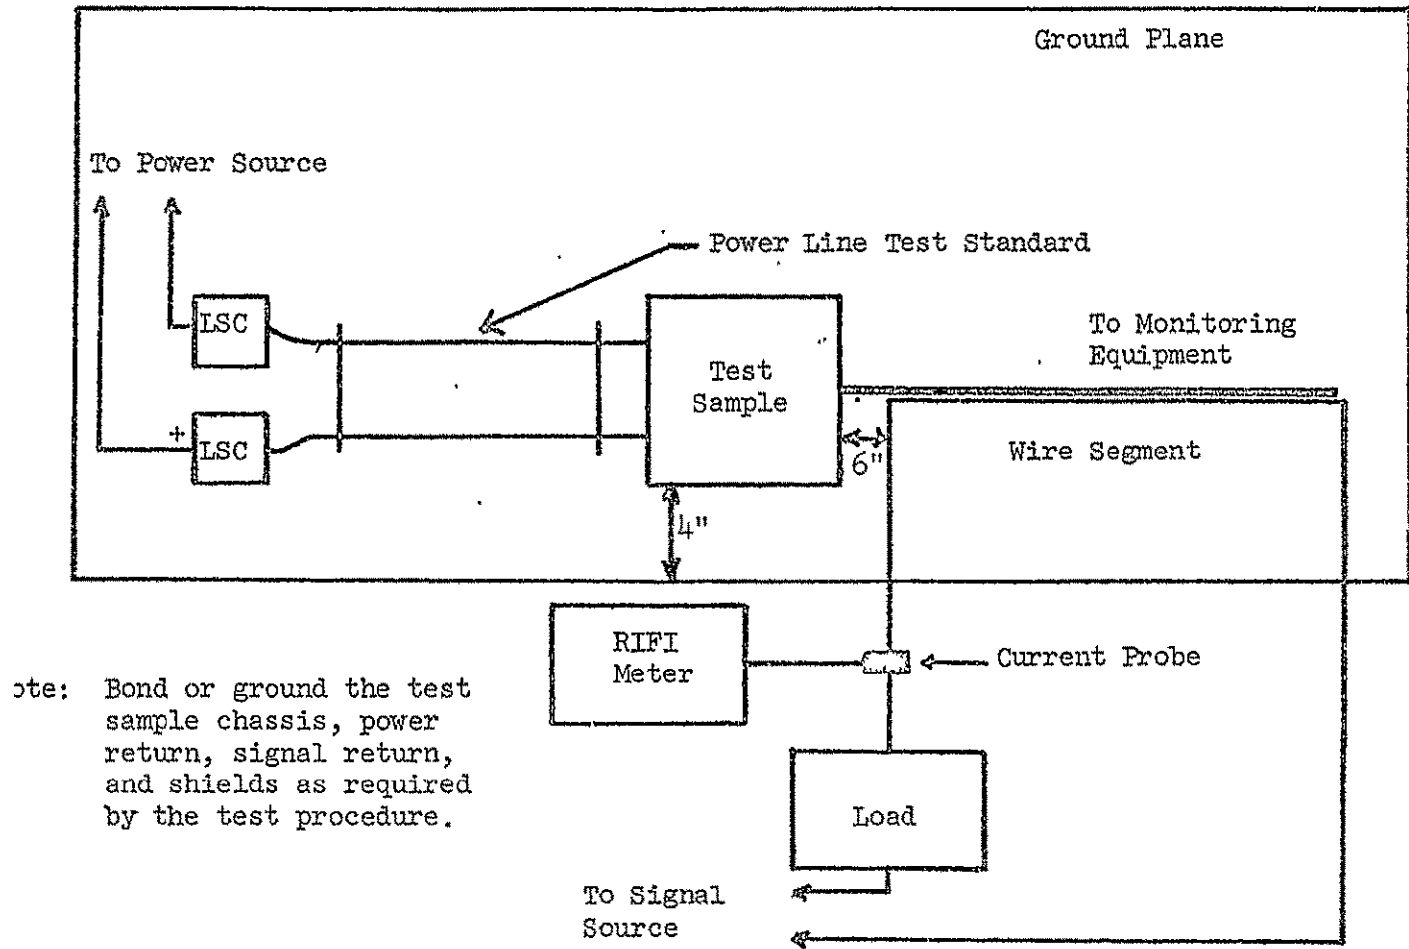 Ground Plane
To Power Source
Power Line Test Standard
LSC
To Monitoring
Equipment
Test
Sample
+
LSC
6"
Wire Segment
4"
RIFI
Meter
Current Probe
ote: Bond or ground the test
sample chassis, power
return, signal return,
and shields as required
by the test procedure.
Load
To Signal
Source